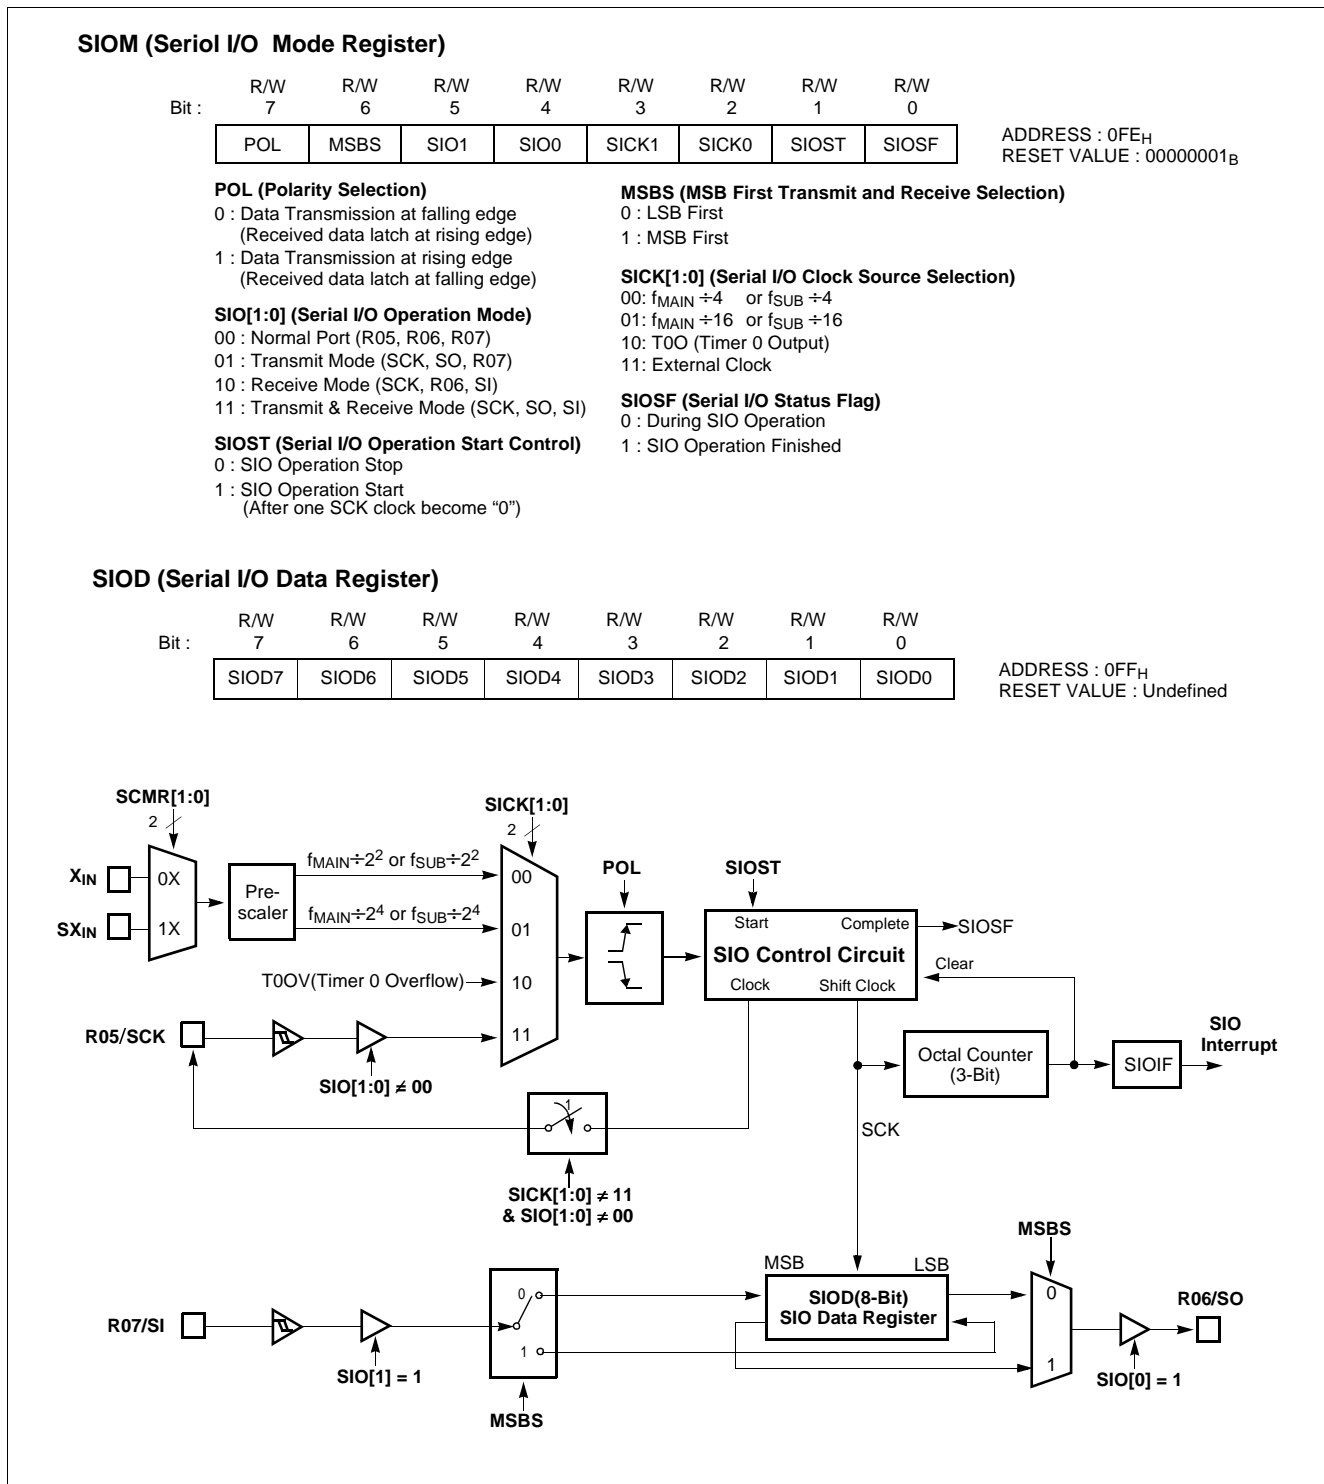 SIOM (Seriol I/O Mode Register)
R/W R/W R/W R/W R/W R/W R/W R/W
Bit : 7 6 5 4 3 2 1 0
POL MSBS SIO1 SIO0 SICK1 SICK0 SIOST SIOSF
ADDRESS : 0FEH
RESET VALUE : 00000001B
POL (Polarity Selection)
0 : Data Transmission at falling edge
(Received data latch at rising edge)
1 : Data Transmission at rising edge
(Received data latch at falling edge)
SIO[1:0] (Serial I/O Operation Mode)
00 : Normal Port (R05, R06, R07)
01 : Transmit Mode (SCK, SO, R07)
10 : Receive Mode (SCK, R06, SI)
11 : Transmit & Receive Mode (SCK, SO, SI)
SIOST (Serial I/O Operation Start Control)
0 : SIO Operation Stop
1 : SIO Operation Start
(After one SCK clock become “0”)
MSBS (MSB First Transmit and Receive Selection)
0 : LSB First
1 : MSB First
SICK[1:0] (Serial I/O Clock Source Selection)
00: fMAIN ÷4 or fSUB ÷4
01: fMAIN ÷16 or fSUB ÷16
10: T0O (Timer 0 Output)
11: External Clock
SIOSF (Serial I/O Status Flag)
0 : During SIO Operation
1 : SIO Operation Finished
SIOD (Serial I/O Data Register)
R/W R/W R/W R/W R/W R/W R/W R/W
Bit : 7 6 5 4 3 2 1 0
SIOD7 SIOD6 SIOD5 SIOD4 SIOD3 SIOD2 SIOD1 SIOD0
ADDRESS : 0FFH
RESET VALUE : Undefined
SCMR[1:0]
2
XIN
SXIN
0X
1X
Pre-
scaler
fMAIN÷2² or fSUB÷2²
fMAIN÷2⁴ or fSUB÷2⁴
T0OV(Timer 0 Overflow)
R05/SCK
SIO[1:0] ≠ 00
SICK[1:0]
2
00
01
10
11
POL
SIOST
Start Complete
SIO Control Circuit
Clock Shift Clock
SIOSF
Clear
Octal Counter
(3-Bit)
SIOIF
SIO
Interrupt
1
SICK[1:0] ≠ 11
& SIO[1:0] ≠ 00
SCK
R07/SI
SIO[1] = 1
0
1
MSBS
MSB LSB
SIOD(8-Bit)
SIO Data Register
MSBS
0
1
SIO[0] = 1
R06/SO